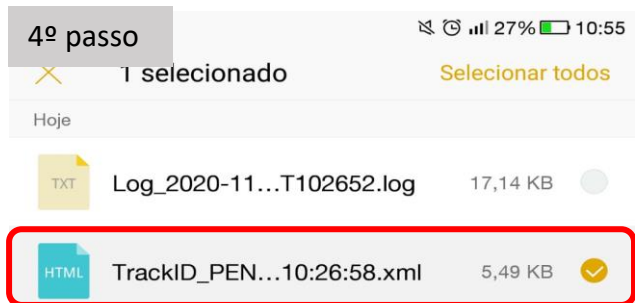 4º passo
27% 10:55
1 selecionado Selecionar todos
Hoje
TXT Log_2020-11...T102652.log 17,14 KB
HTML TrackID_PEN...10:26:58.xml 5,49 KB